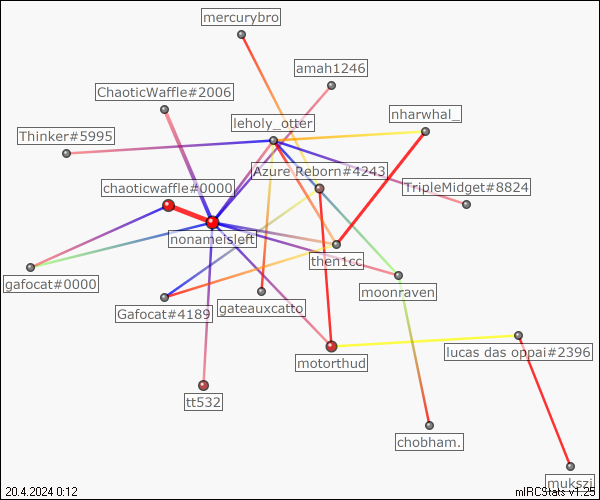 mercurybro
amah1246
ChaoticWaffle#2006
nharwhal_
leholy_otter
Thinker#5995
Azure Reborn#4243
chaoticwaffle#0000
TripleMidget#8824
nonameisleft
then1cc
gafocat#0000
moonraven
Gafocat#4189
gateauxcatto
lucas das oppai#2396
motorthud
tt532
chobham.
mukszi
20.4.2024 0:12
mIRCStats v1.25